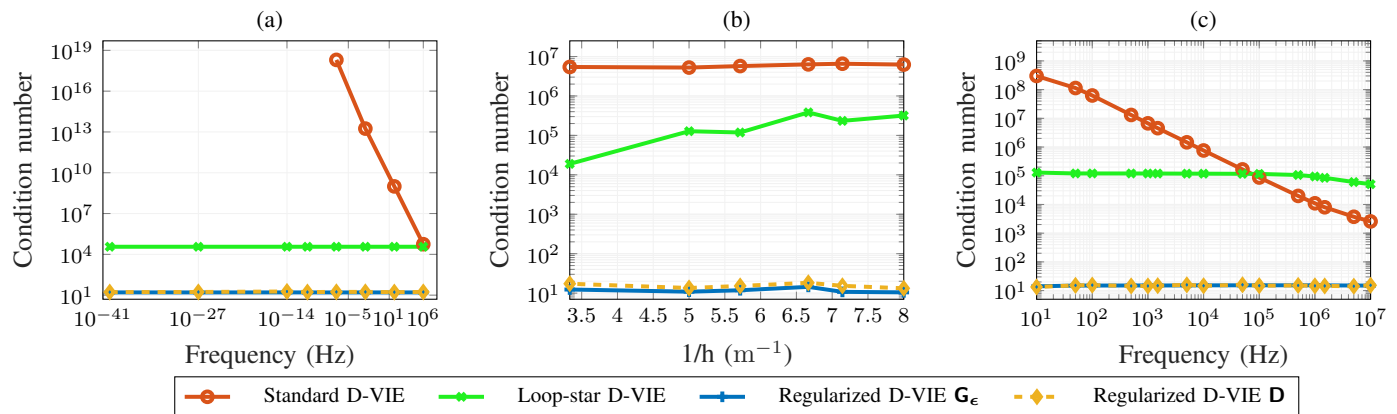 (a) (b) (c)
Condition number
10^19
10^16
10^13
10^10
10^7
10^4
10^1
10^−41 10^−27 10^−14 10^−5 10^1 10^6
Frequency (Hz)
Condition number
10^7
10^6
10^5
10^4
10^3
10^2
10^1
3.5 4 4.5 5 5.5 6 6.5 7 7.5 8
1/h (m^−1)
Condition number
10^9
10^8
10^7
10^6
10^5
10^4
10^3
10^2
10^1
10^1 10^2 10^3 10^4 10^5 10^6 10^7
Frequency (Hz)
Standard D-VIE Loop-star D-VIE Regularized D-VIE G_ϵ Regularized D-VIE D